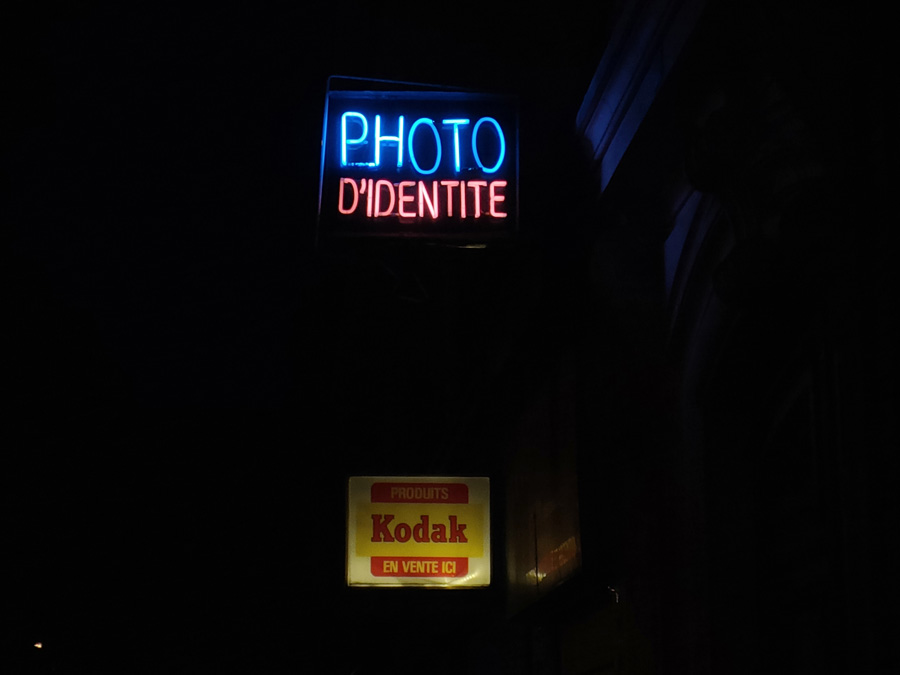 PHOTO
D'IDENTITE
PRODUITS
Kodak
EN VENTE ICI